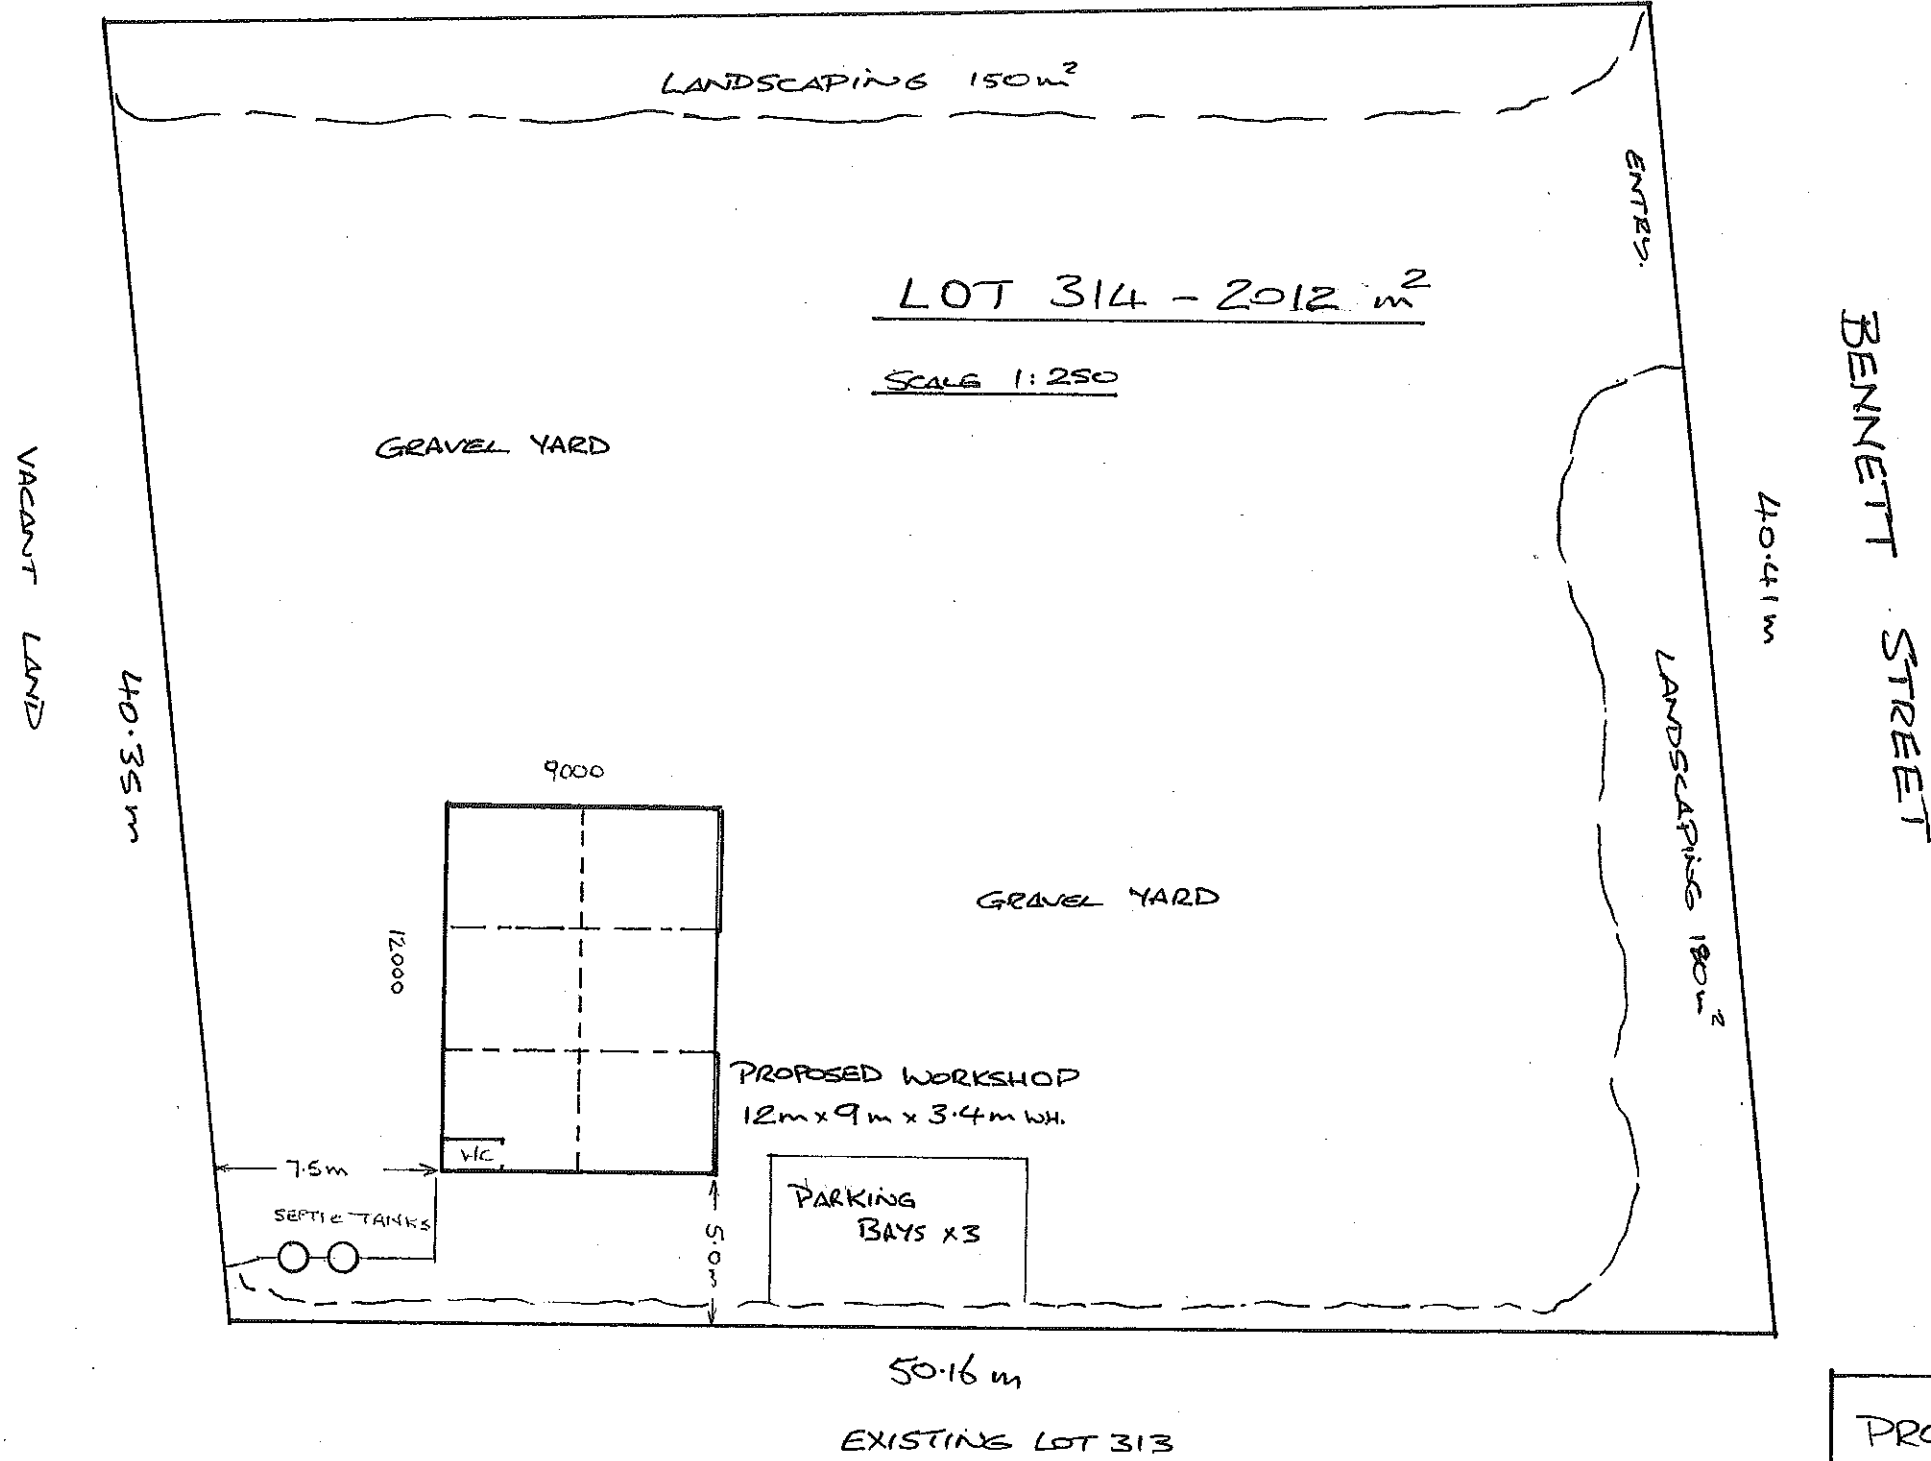 LANDSCAPING 150m²
ENTRY.
LOT 314 - 2012 m²
SCALE 1:250
BENNETT STREET
GRAVEL YARD
VACANT LAND
40.41m
40.35m
LANDSCAPING 180m²
9000
12000
GRAVEL YARD
PROPOSED WORKSHOP
12m x 9m x 3.4m WH.
WC
7.5m
SEPTIC TANKS
5.0m
PARKING
BAYS x3
50.16 m
EXISTING LOT 313
PRO